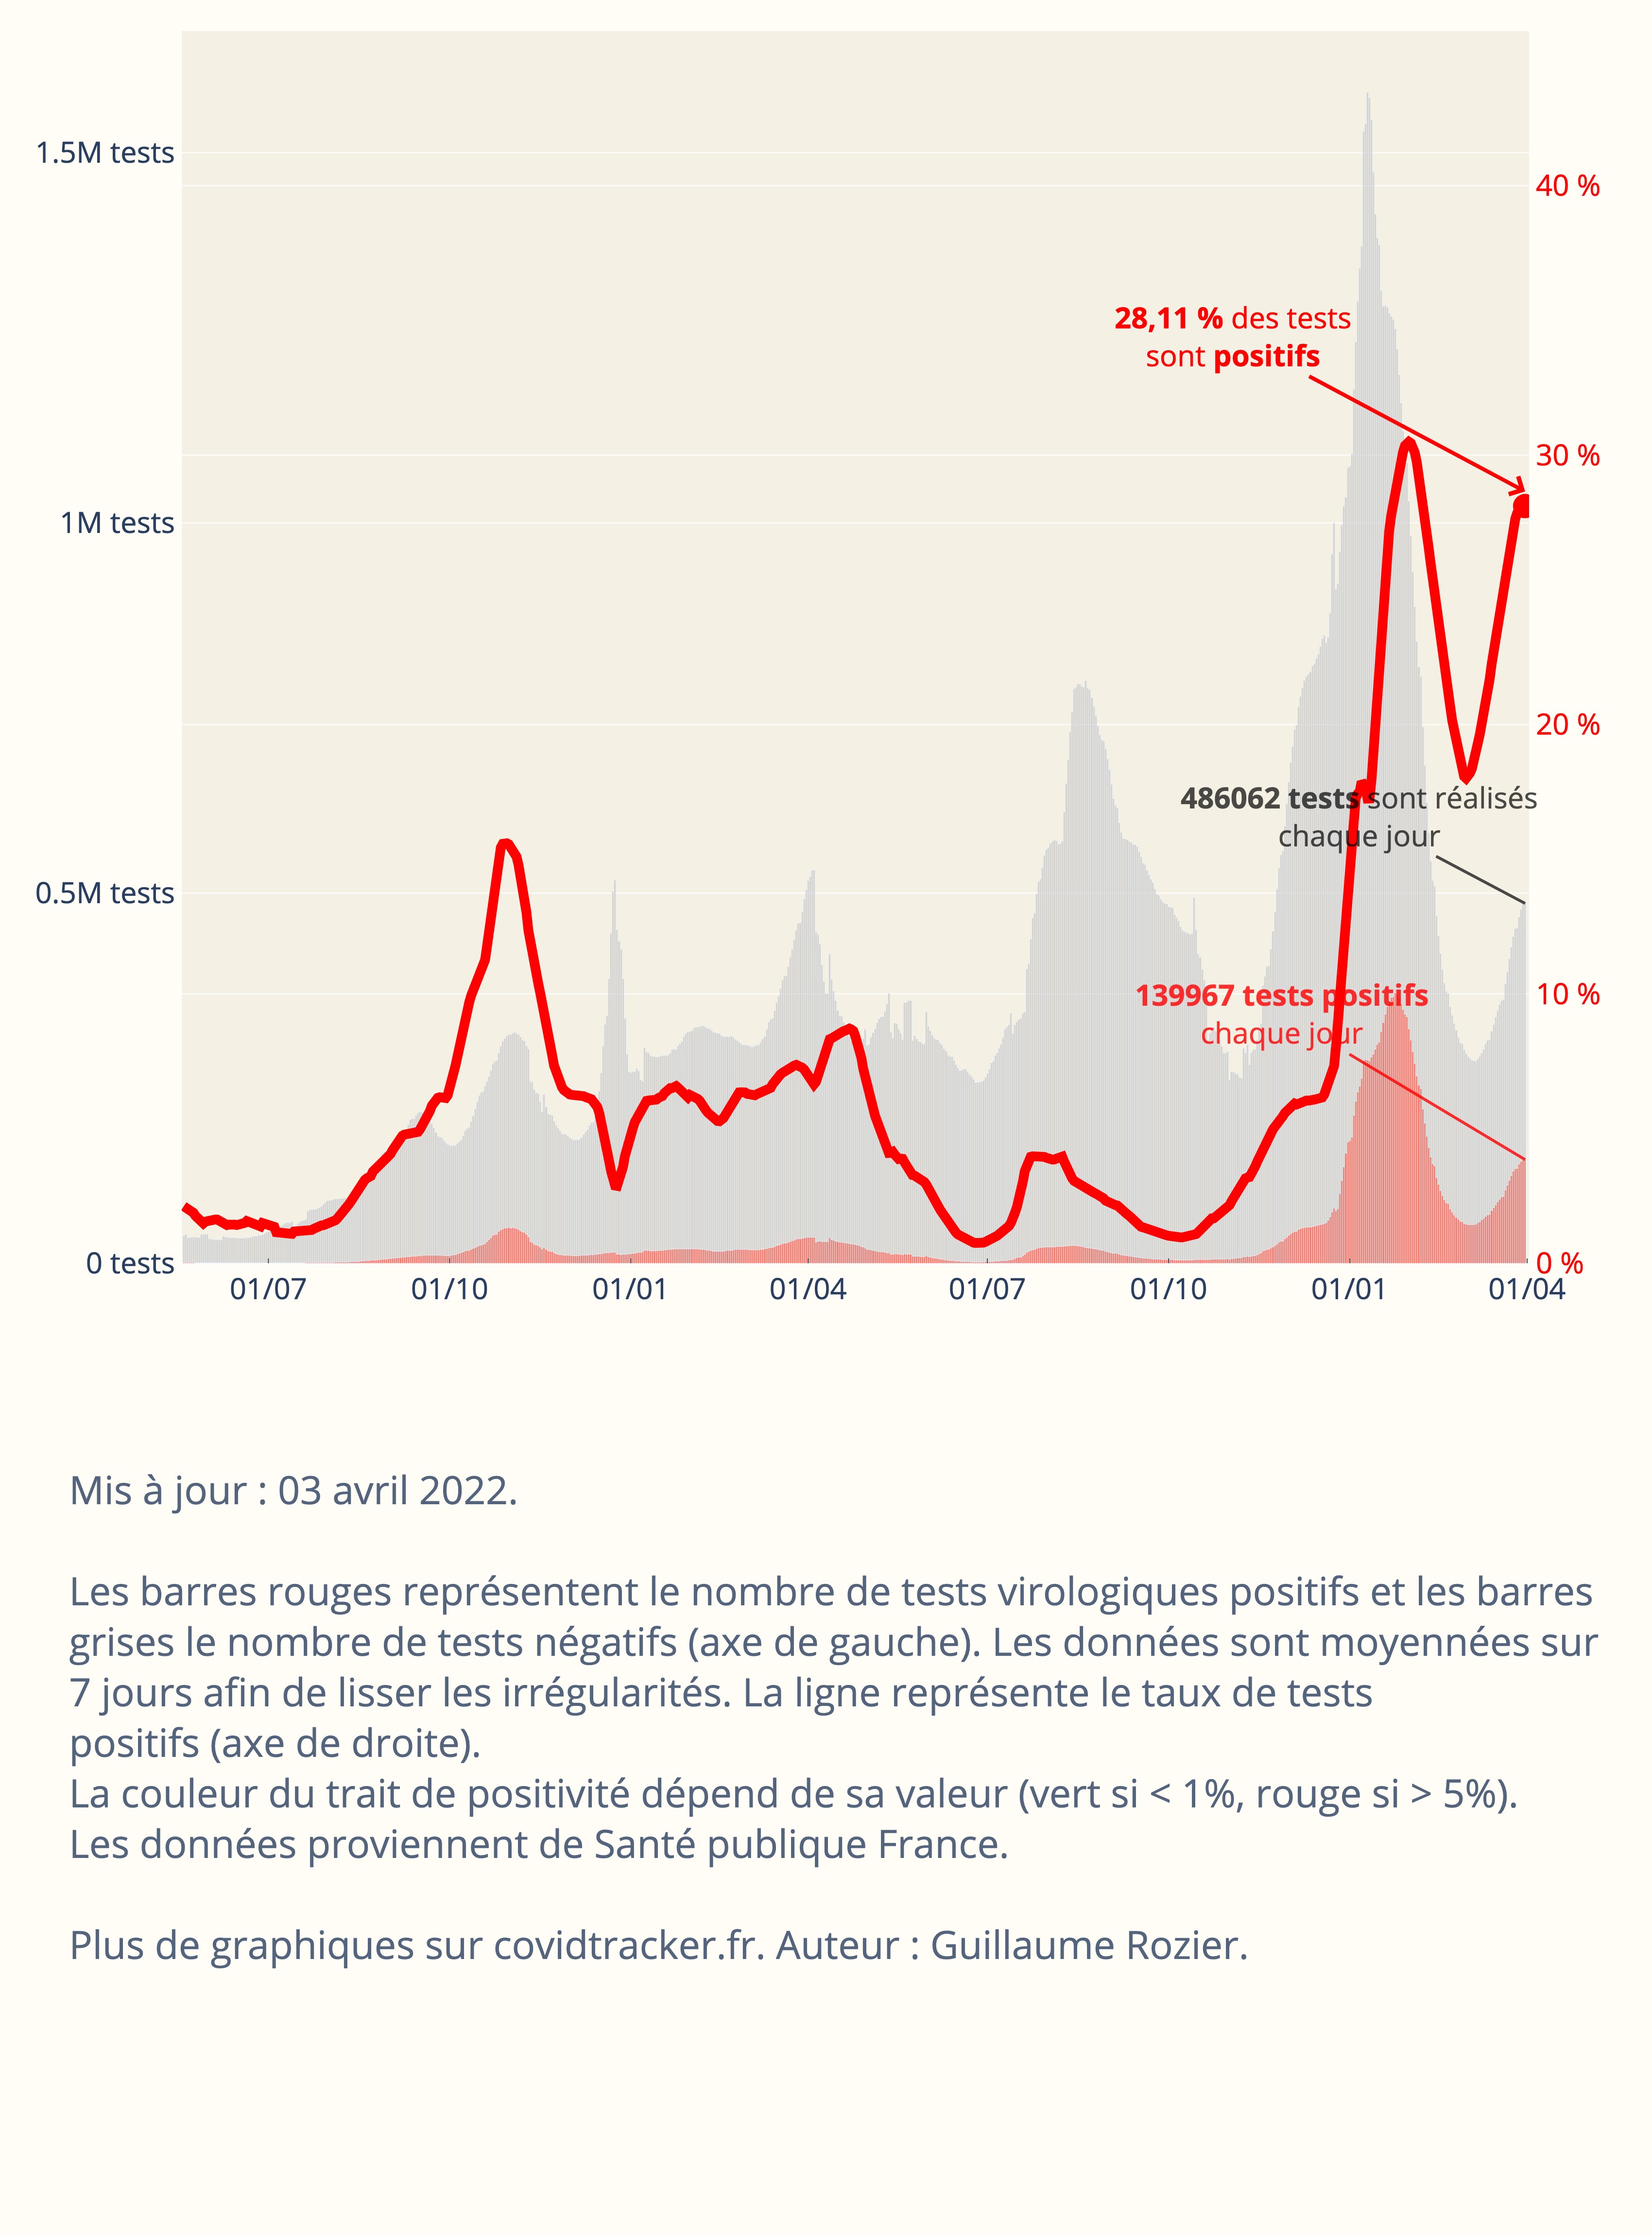 1.5M tests
40 %
28,11 % des tests
sont positifs
30 %
1M tests
20 %
486062 tests sont réalisés
chaque jour
0.5M tests
10 %
139967 tests positifs
chaque jour
0 tests
0 %
01/07
01/10
01/01
01/04
01/07
01/10
01/01
01/04
Mis à jour : 03 avril 2022.
Les barres rouges représentent le nombre de tests virologiques positifs et les barres
grises le nombre de tests négatifs (axe de gauche). Les données sont moyennées sur
7 jours afin de lisser les irrégularités. La ligne représente le taux de tests
positifs (axe de droite).
La couleur du trait de positivité dépend de sa valeur (vert si < 1%, rouge si > 5%).
Les données proviennent de Santé publique France.
Plus de graphiques sur covidtracker.fr. Auteur : Guillaume Rozier.